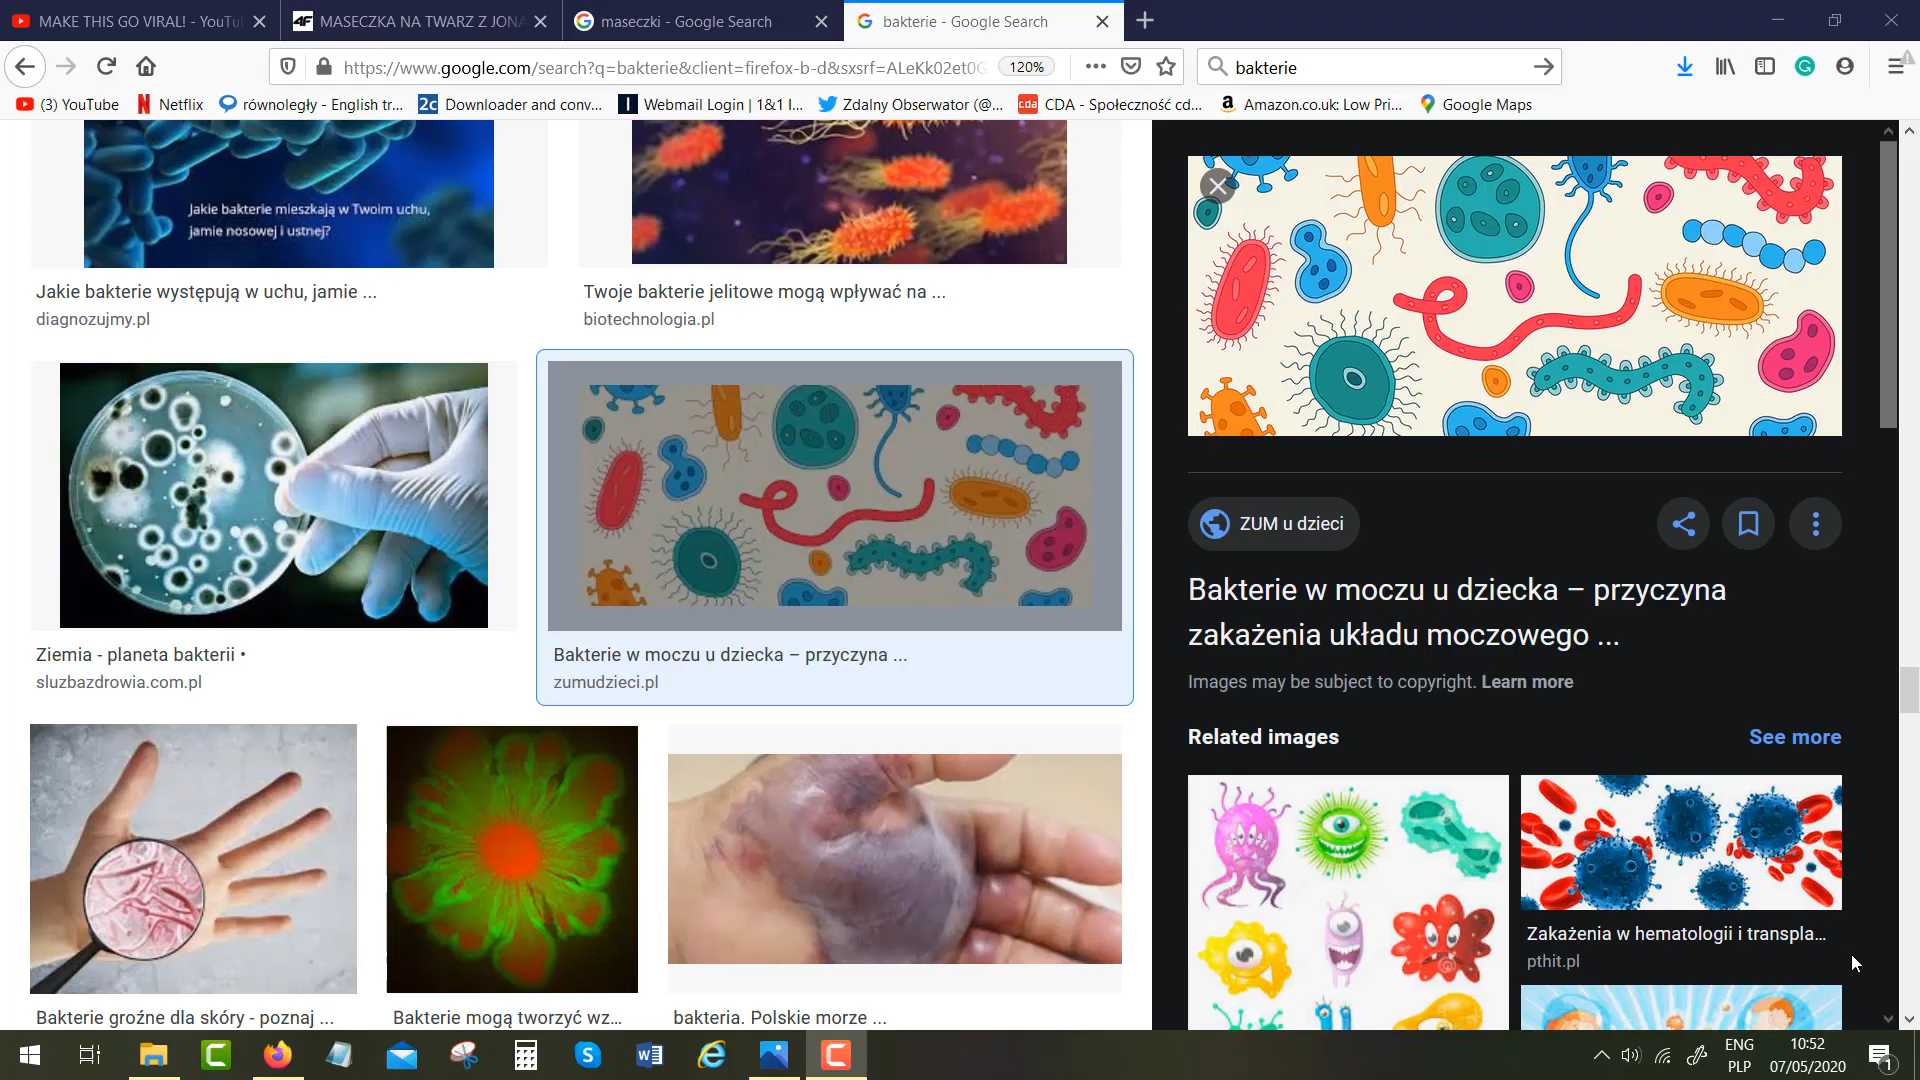 MAKE THIS GO VIRAL! - YouTu
MASECZKA NA TWARZ Z JONA
maseczki - Google Search
bakterie - Google Search
https://www.google.com/search?q=bakterie&client=firefox-b-d&sxsrf=ALeKk02et0G
120%
bakterie
(3) YouTube
Netflix
równoległy - English tr...
Downloader and conv...
Webmail Login | 1&1 I...
Zdalny Obserwator (@...
CDA - Społeczność cd...
Amazon.co.uk: Low Pri...
Google Maps
Jakie bakterie mieszkają w Twoim uchu,
jamie nosowej i ustnej?
Jakie bakterie występują w uchu, jamie ...
diagnozujmy.pl
Twoje bakterie jelitowe mogą wpływać na ...
biotechnologia.pl
Ziemia - planeta bakterii •
sluzbazdrowia.com.pl
Bakterie w moczu u dziecka – przyczyna ...
zumudzieci.pl
Bakterie groźne dla skóry - poznaj ...
Bakterie mogą tworzyć wz...
bakteria. Polskie morze ...
ZUM u dzieci
Bakterie w moczu u dziecka – przyczyna
zakażenia układu moczowego ...
Images may be subject to copyright. Learn more
Related images
See more
Zakażenia w hematologii i transpla...
pthit.pl
ENG
PLP
10:52
07/05/2020
1